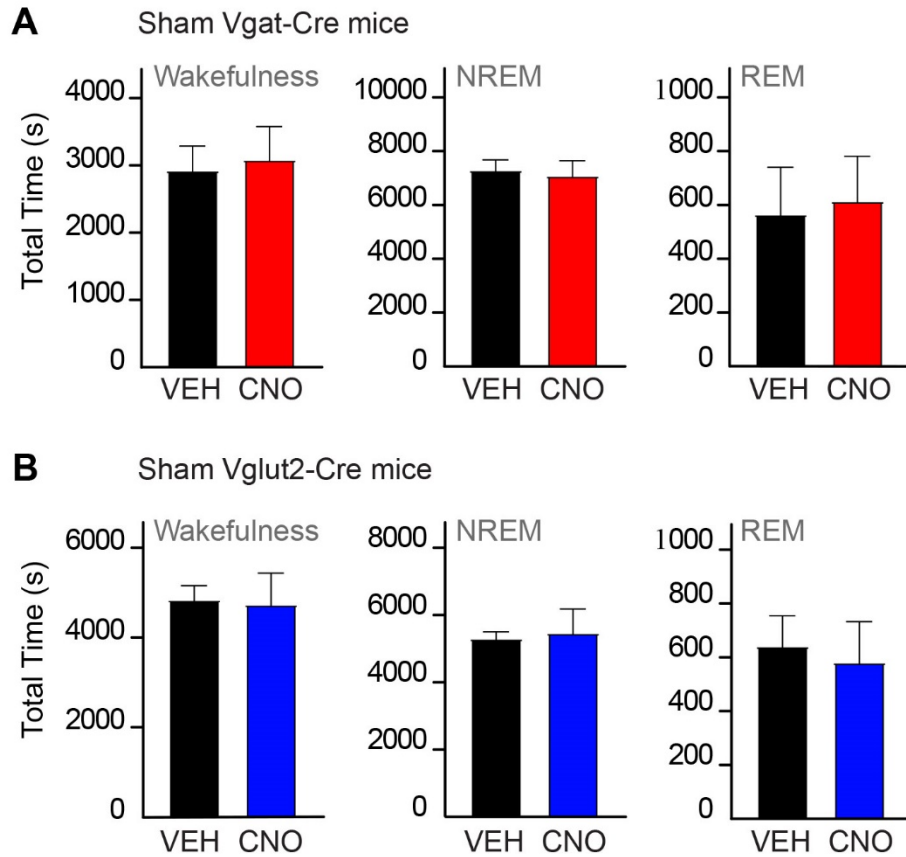 A Sham Vgat-Cre mice
Wakefulness
Total Time (s)
4000
3000
2000
1000
0
VEH CNO
NREM
10000
8000
6000
4000
2000
0
VEH CNO
REM
1000
800
600
400
200
0
VEH CNO
B Sham Vglut2-Cre mice
Wakefulness
Total Time (s)
6000
4000
2000
0
VEH CNO
NREM
8000
6000
4000
2000
0
VEH CNO
REM
1000
800
600
400
200
0
VEH CNO